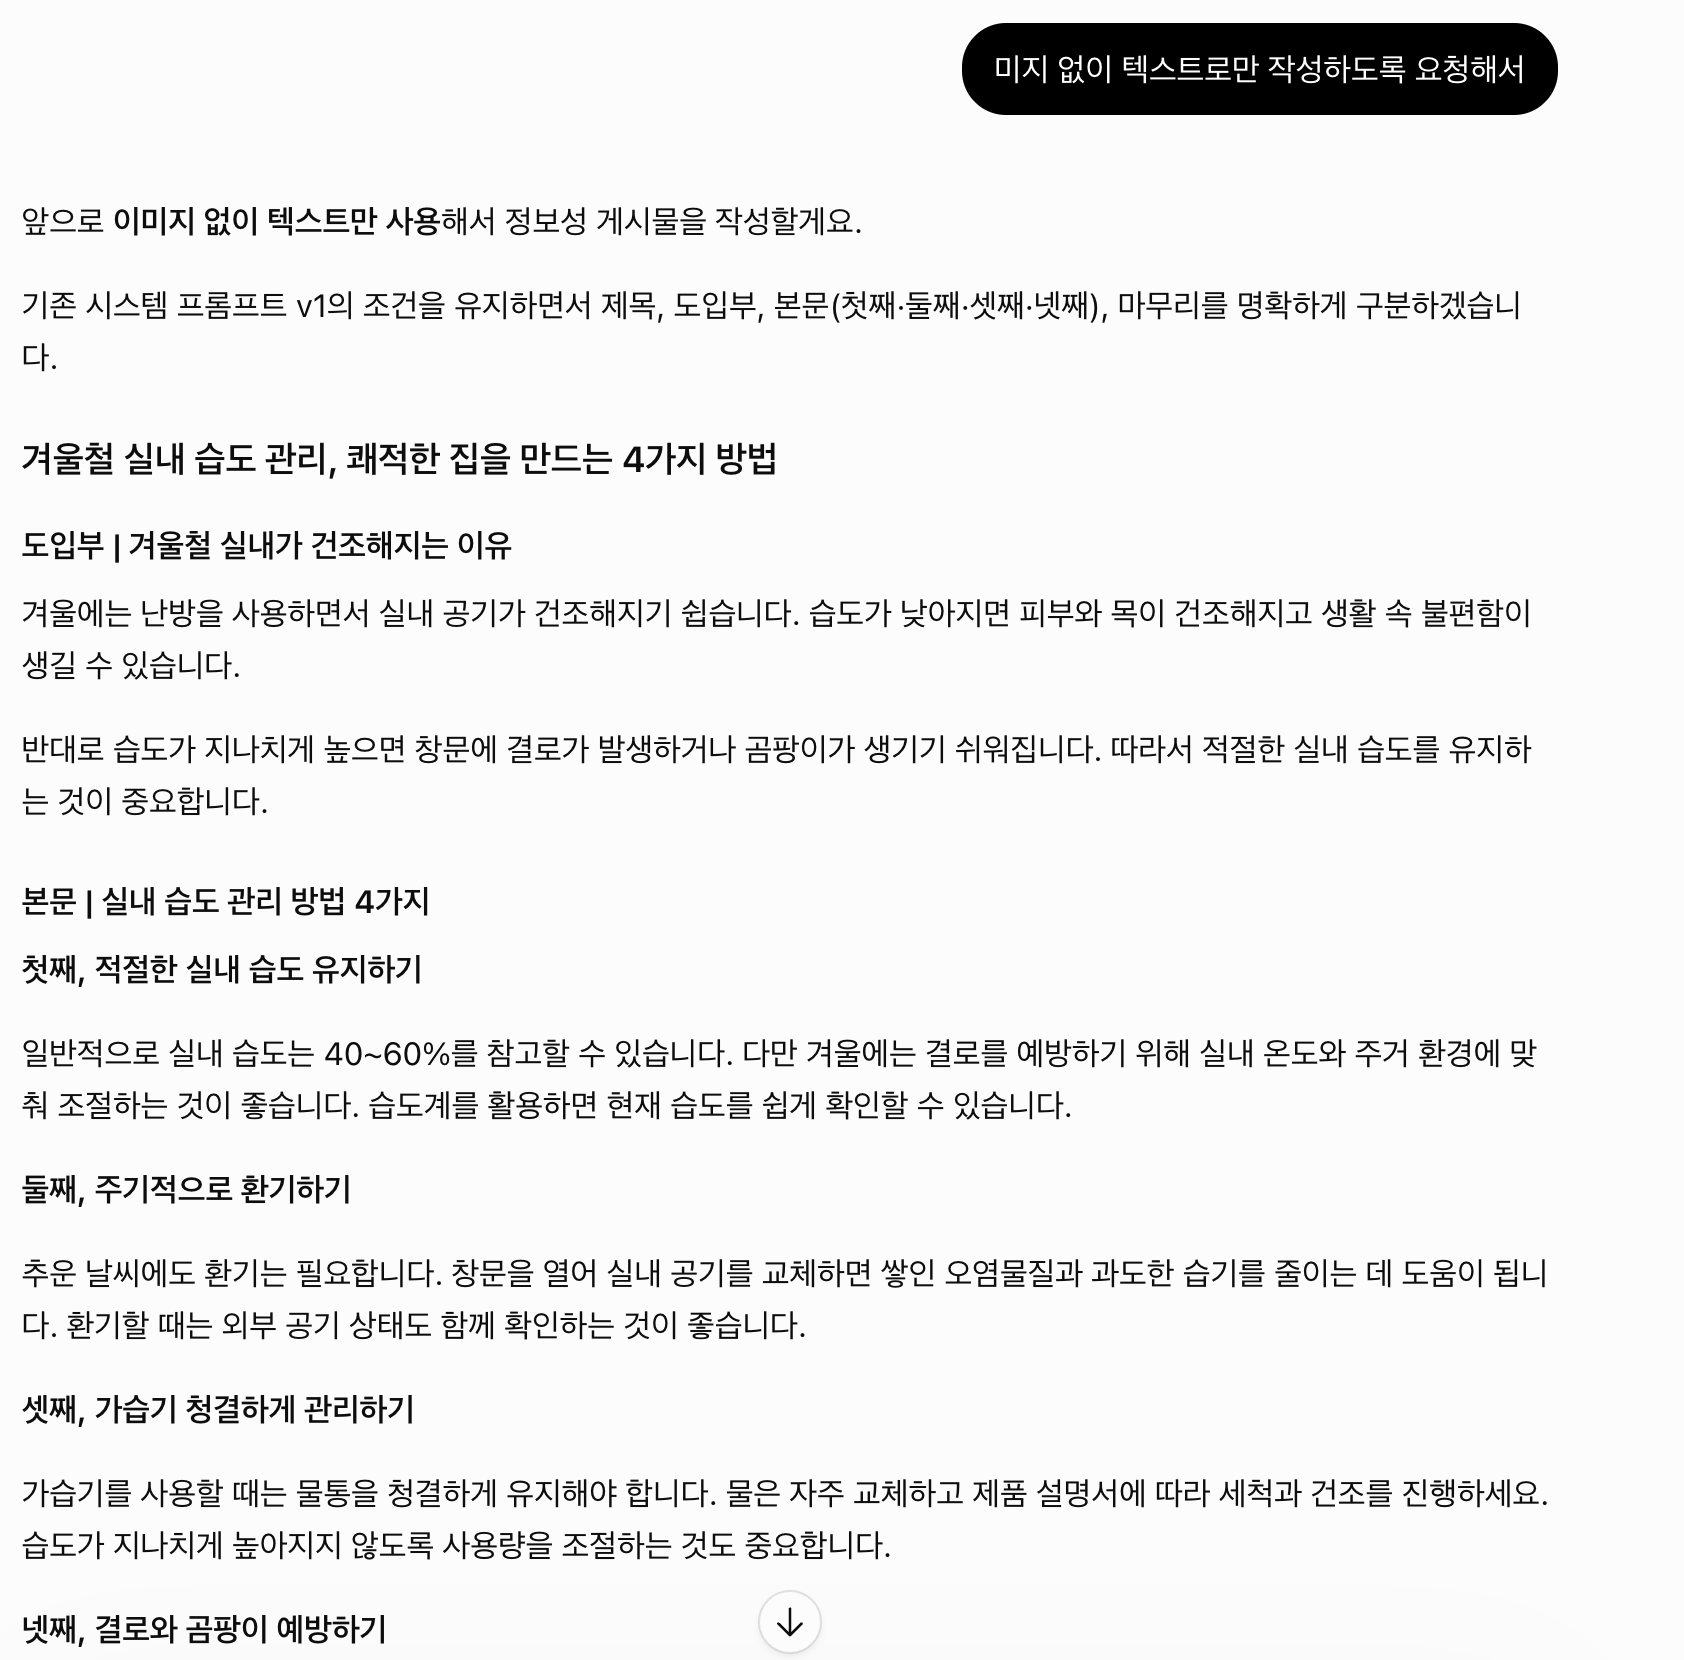 미지 없이 텍스트로만 작성하도록 요청해서
앞으로 이미지 없이 텍스트만 사용해서 정보성 게시물을 작성할게요.
기존 시스템 프롬프트 v1의 조건을 유지하면서 제목, 도입부, 본문(첫째·둘째·셋째·넷째), 마무리를 명확하게 구분하겠습니
다.
겨울철 실내 습도 관리, 쾌적한 집을 만드는 4가지 방법
도입부 | 겨울철 실내가 건조해지는 이유
겨울에는 난방을 사용하면서 실내 공기가 건조해지기 쉽습니다. 습도가 낮아지면 피부와 목이 건조해지고 생활 속 불편함이
생길 수 있습니다.
반대로 습도가 지나치게 높으면 창문에 결로가 발생하거나 곰팡이가 생기기 쉬워집니다. 따라서 적절한 실내 습도를 유지하
는 것이 중요합니다.
본문 | 실내 습도 관리 방법 4가지
첫째, 적절한 실내 습도 유지하기
일반적으로 실내 습도는 40~60%를 참고할 수 있습니다. 다만 겨울에는 결로를 예방하기 위해 실내 온도와 주거 환경에 맞
춰 조절하는 것이 좋습니다. 습도계를 활용하면 현재 습도를 쉽게 확인할 수 있습니다.
둘째, 주기적으로 환기하기
추운 날씨에도 환기는 필요합니다. 창문을 열어 실내 공기를 교체하면 쌓인 오염물질과 과도한 습기를 줄이는 데 도움이 됩니
다. 환기할 때는 외부 공기 상태도 함께 확인하는 것이 좋습니다.
셋째, 가습기 청결하게 관리하기
가습기를 사용할 때는 물통을 청결하게 유지해야 합니다. 물은 자주 교체하고 제품 설명서에 따라 세척과 건조를 진행하세요.
습도가 지나치게 높아지지 않도록 사용량을 조절하는 것도 중요합니다.
넷째, 결로와 곰팡이 예방하기